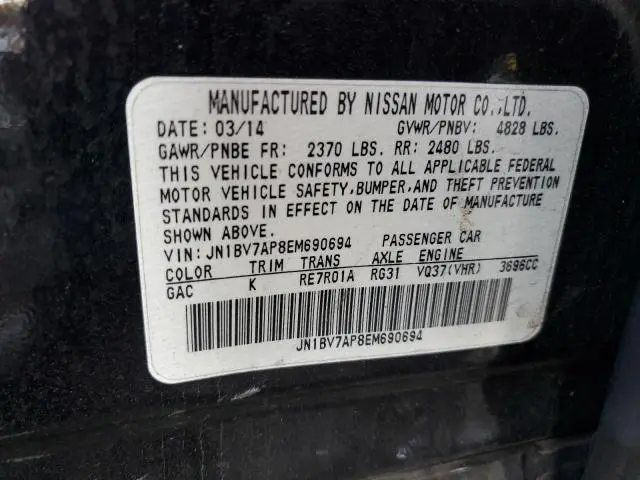 MANUFACTURED BY NISSAN MOTOR CO.,LTD.
DATE: 03/14 GVWR/PNBV: 4828 LBS.
GAWR/PNBE FR: 2370 LBS. RR: 2480 LBS.
THIS VEHICLE CONFORMS TO ALL APPLICABLE FEDERAL
MOTOR VEHICLE SAFETY,BUMPER,AND THEFT PREVENTION
STANDARDS IN EFFECT ON THE DATE OF MANUFACTURE
SHOWN ABOVE.
VIN: JN1BV7AP8EM690694 PASSENGER CAR
COLOR TRIM TRANS AXLE ENGINE
GAC K RE7R01A RG31 VQ37(VHR) 3696CC
JN1BV7AP8EM690694